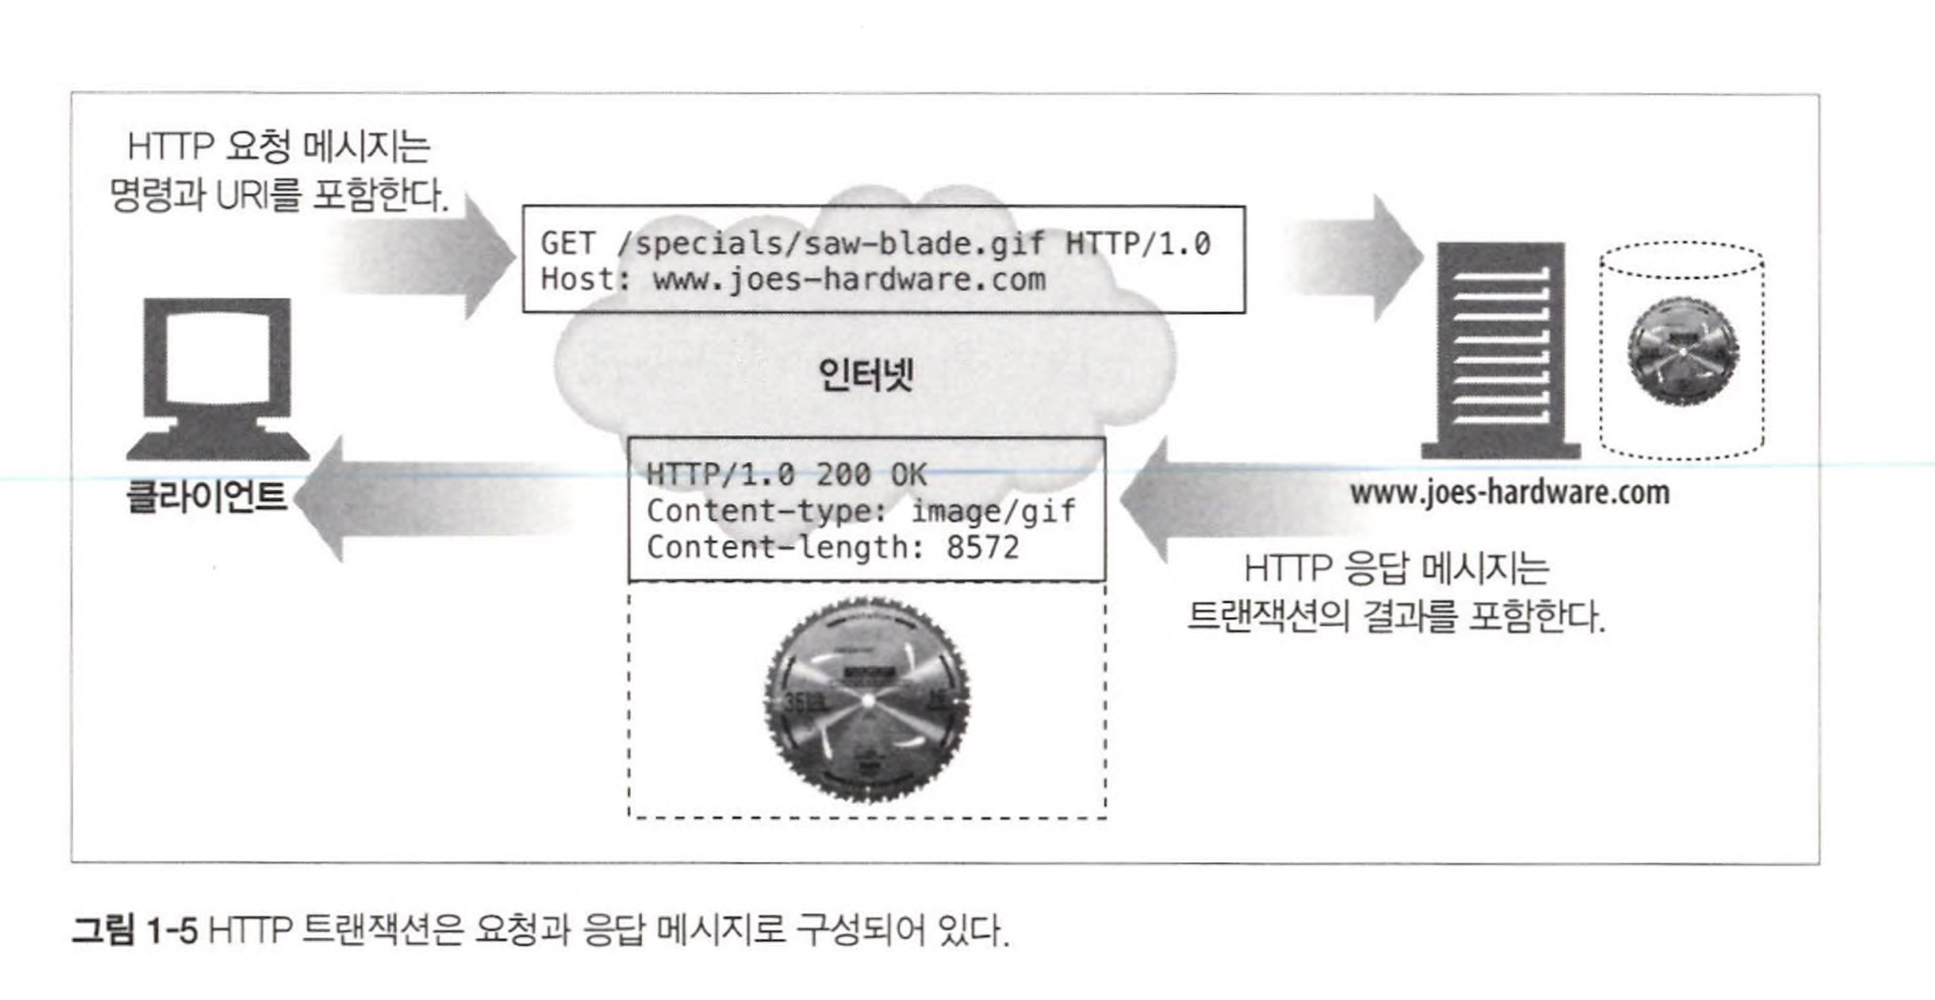 HTTP 요청 메시지는
명령과 URI를 포함한다.
GET /specials/saw-blade.gif HTTP/1.0
Host: www.joes-hardware.com
인터넷
클라이언트
HTTP/1.0 200 OK
Content-type: image/gif
Content-length: 8572
www.joes-hardware.com
HTTP 응답 메시지는
트랜잭션의 결과를 포함한다.
그림 1-5 HTTP 트랜잭션은 요청과 응답 메시지로 구성되어 있다.